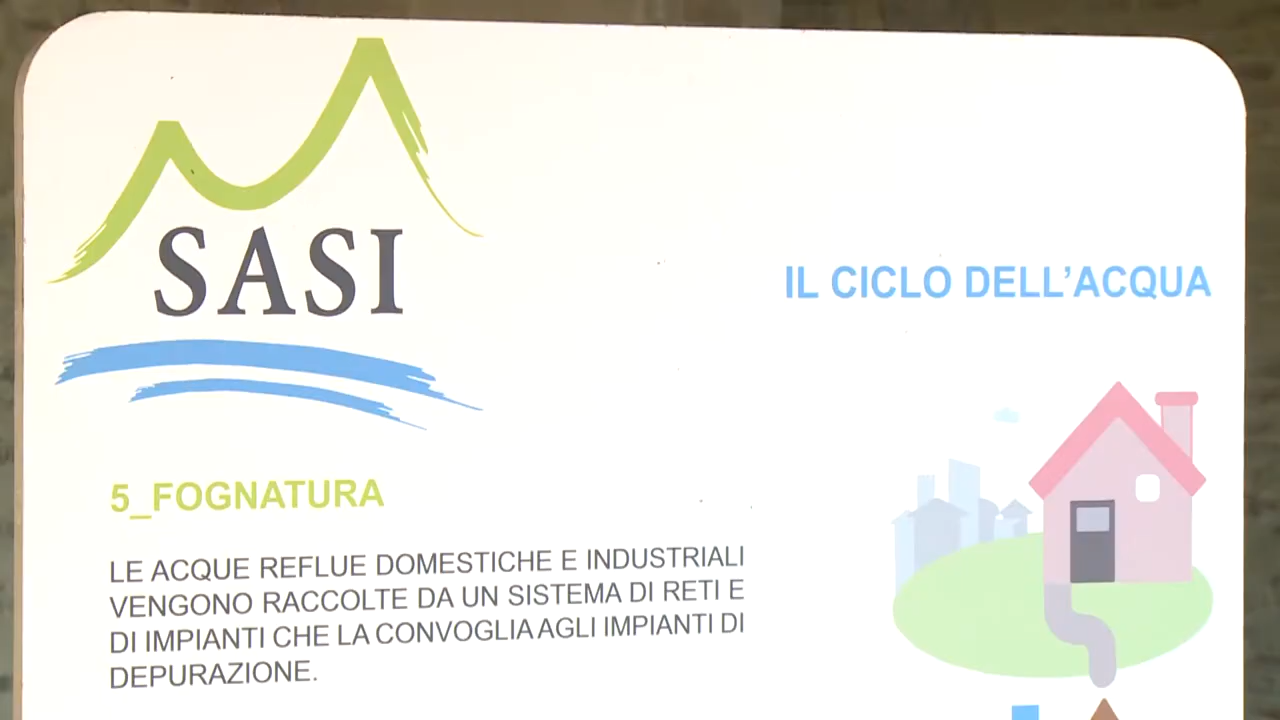 SASI
IL CICLO DELL'ACQUA
5_FOGNATURA
LE ACQUE REFLUE DOMESTICHE E INDUSTRIALI
VENGONO RACCOLTE DA UN SISTEMA DI RETI E
DI IMPIANTI CHE LA CONVOGLIA AGLI IMPIANTI DI
DEPURAZIONE.